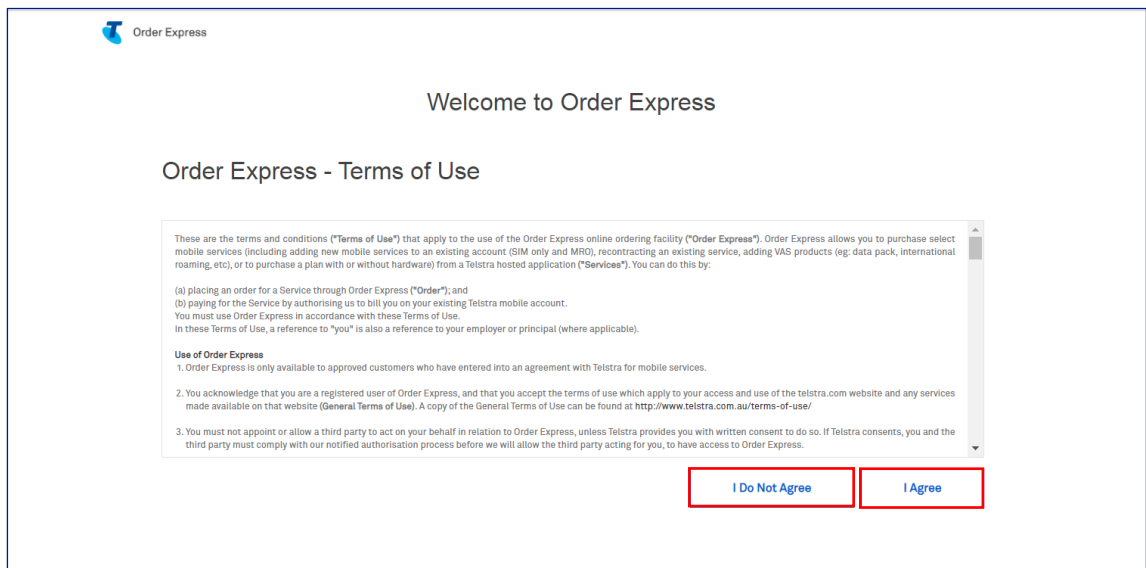 Order Express
Welcome to Order Express
Order Express - Terms of Use
These are the terms and conditions ("Terms of Use") that apply to the use of the Order Express online ordering facility ("Order Express"). Order Express allows you to purchase select
mobile services (including adding new mobile services to an existing account (SIM only and MRO), recontracting an existing service, adding VAS products (eg: data pack, international
roaming, etc), or to purchase a plan with or without hardware) from a Telstra hosted application ("Services"). You can do this by:
(a) placing an order for a Service through Order Express ("Order"); and
(b) paying for the Service by authorising us to bill you on your existing Telstra mobile account.
You must use Order Express in accordance with these Terms of Use.
In these Terms of Use, a reference to "you" is also a reference to your employer or principal (where applicable).
Use of Order Express
1. Order Express is only available to approved customers who have entered into an agreement with Telstra for mobile services.
2. You acknowledge that you are a registered user of Order Express, and that you accept the terms of use which apply to your access and use of the telstra.com website and any services
made available on that website (General Terms of Use). A copy of the General Terms of Use can be found at http://www.telstra.com.au/terms-of-use/
3. You must not appoint or allow a third party to act on your behalf in relation to Order Express, unless Telstra provides you with written consent to do so. If Telstra consents, you and the
third party must comply with our notified authorisation process before we will allow the third party acting for you, to have access to Order Express.
I Do Not Agree
I Agree